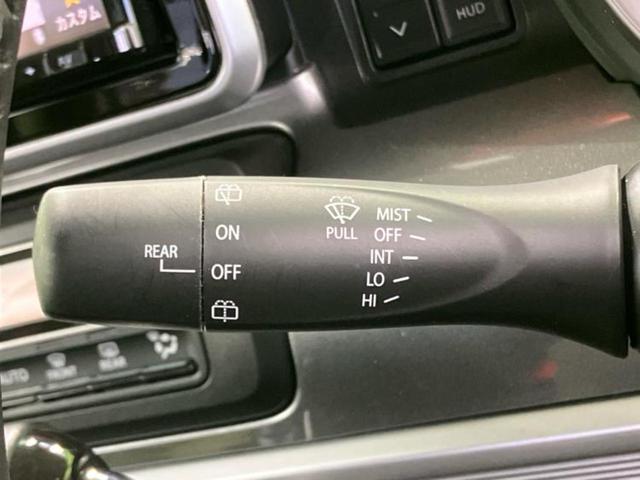 カスタム
HUD
MIST
OFF
INT
LO
HI
PULL
ON
OFF
REAR
AUTO
FRONT
REAR